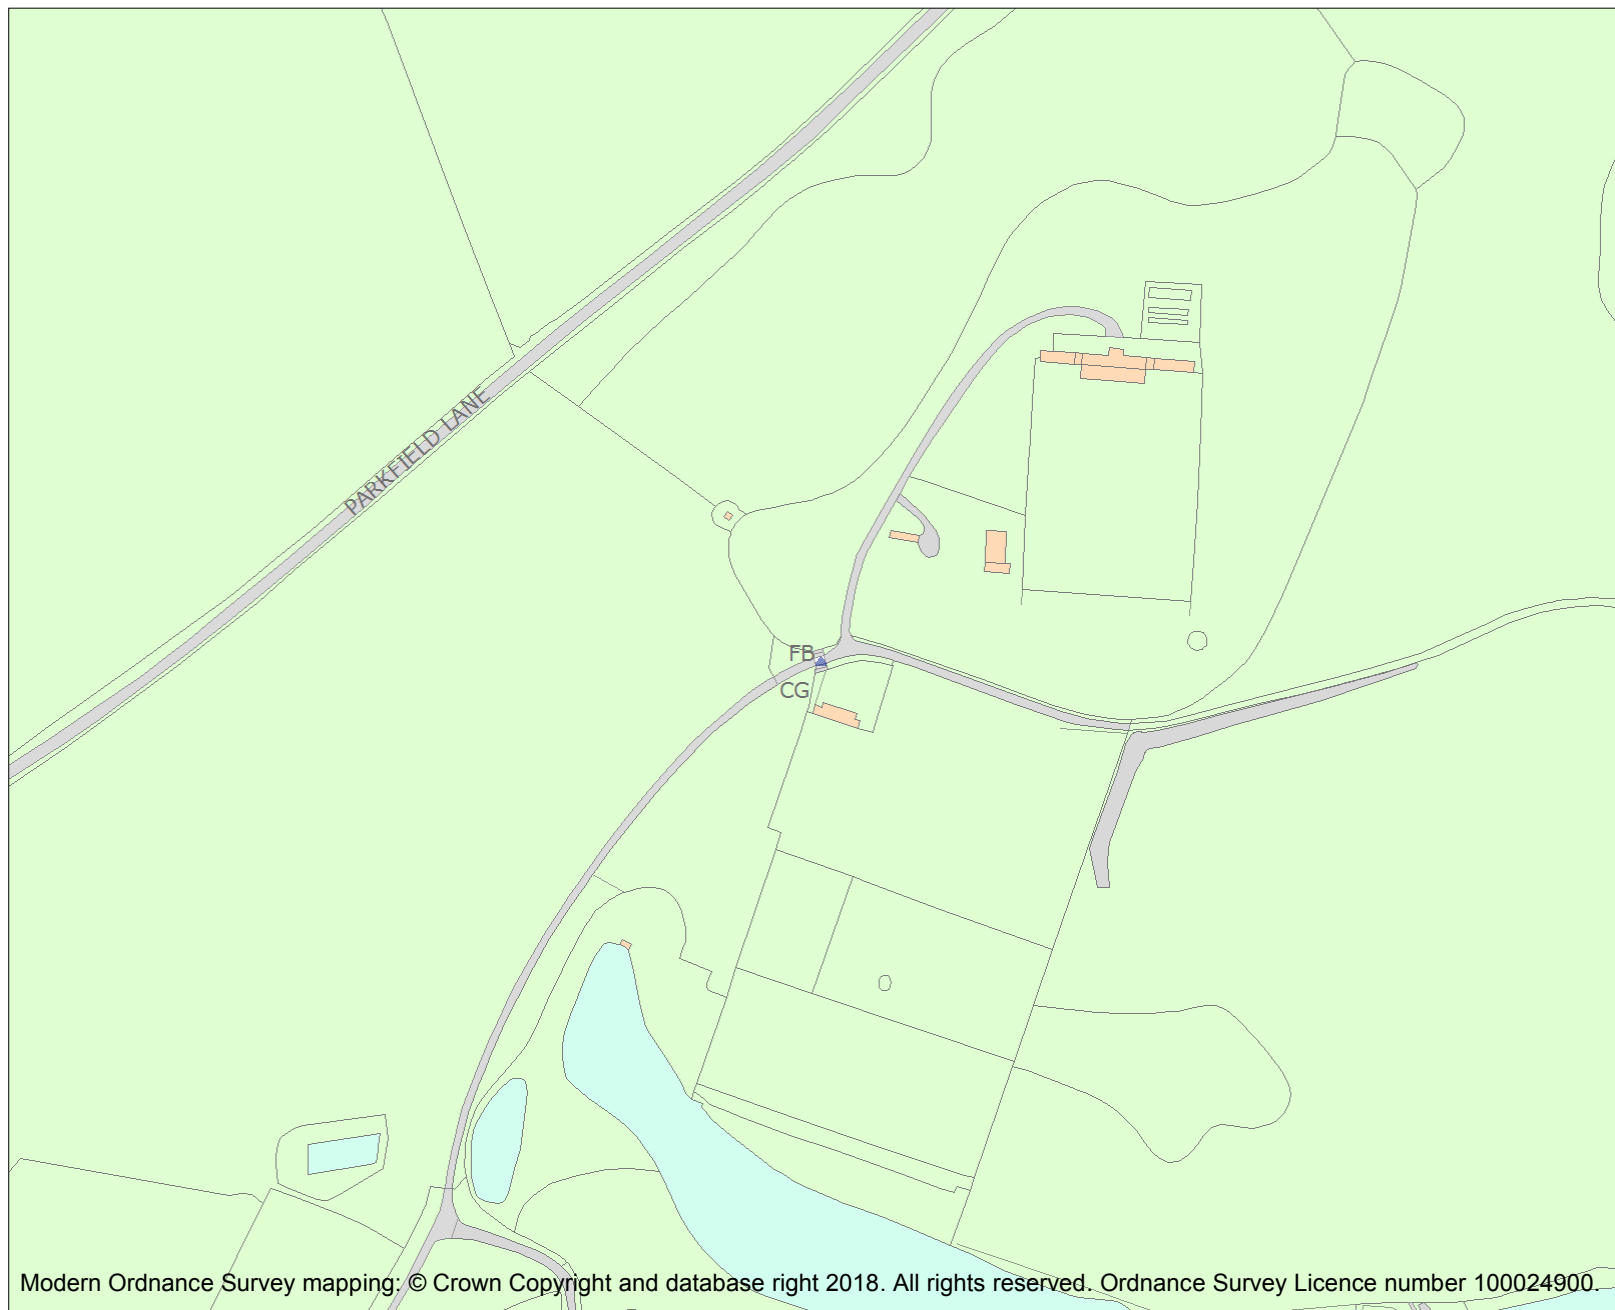 PARKFIELD LANE
FB
CG
Modern Ordnance Survey mapping: © Crown Copyright and database right 2018. All rights reserved. Ordnance Survey Licence number 100024900.